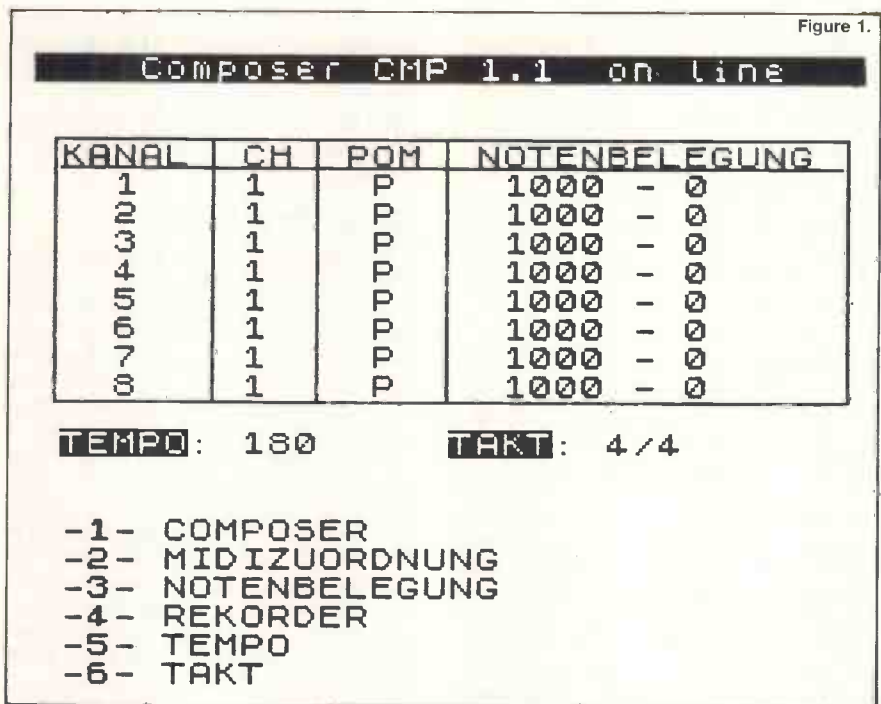 Figure 1.
Composer CMP 1.1 on line
KANAL CH POM NOTENBELEGUNG
1 1 P 1000 - 0
2 1 P 1000 - 0
3 1 P 1000 - 0
4 1 P 1000 - 0
5 1 P 1000 - 0
6 1 P 1000 - 0
7 1 P 1000 - 0
8 1 P 1000 - 0
TEMPO: 180 TAKT: 4/4
-1- COMPOSER
-2- MIDIZUORDNUNG
-3- NOTENBELEGUNG
-4- REKORDER
-5- TEMPO
-6- TAKT